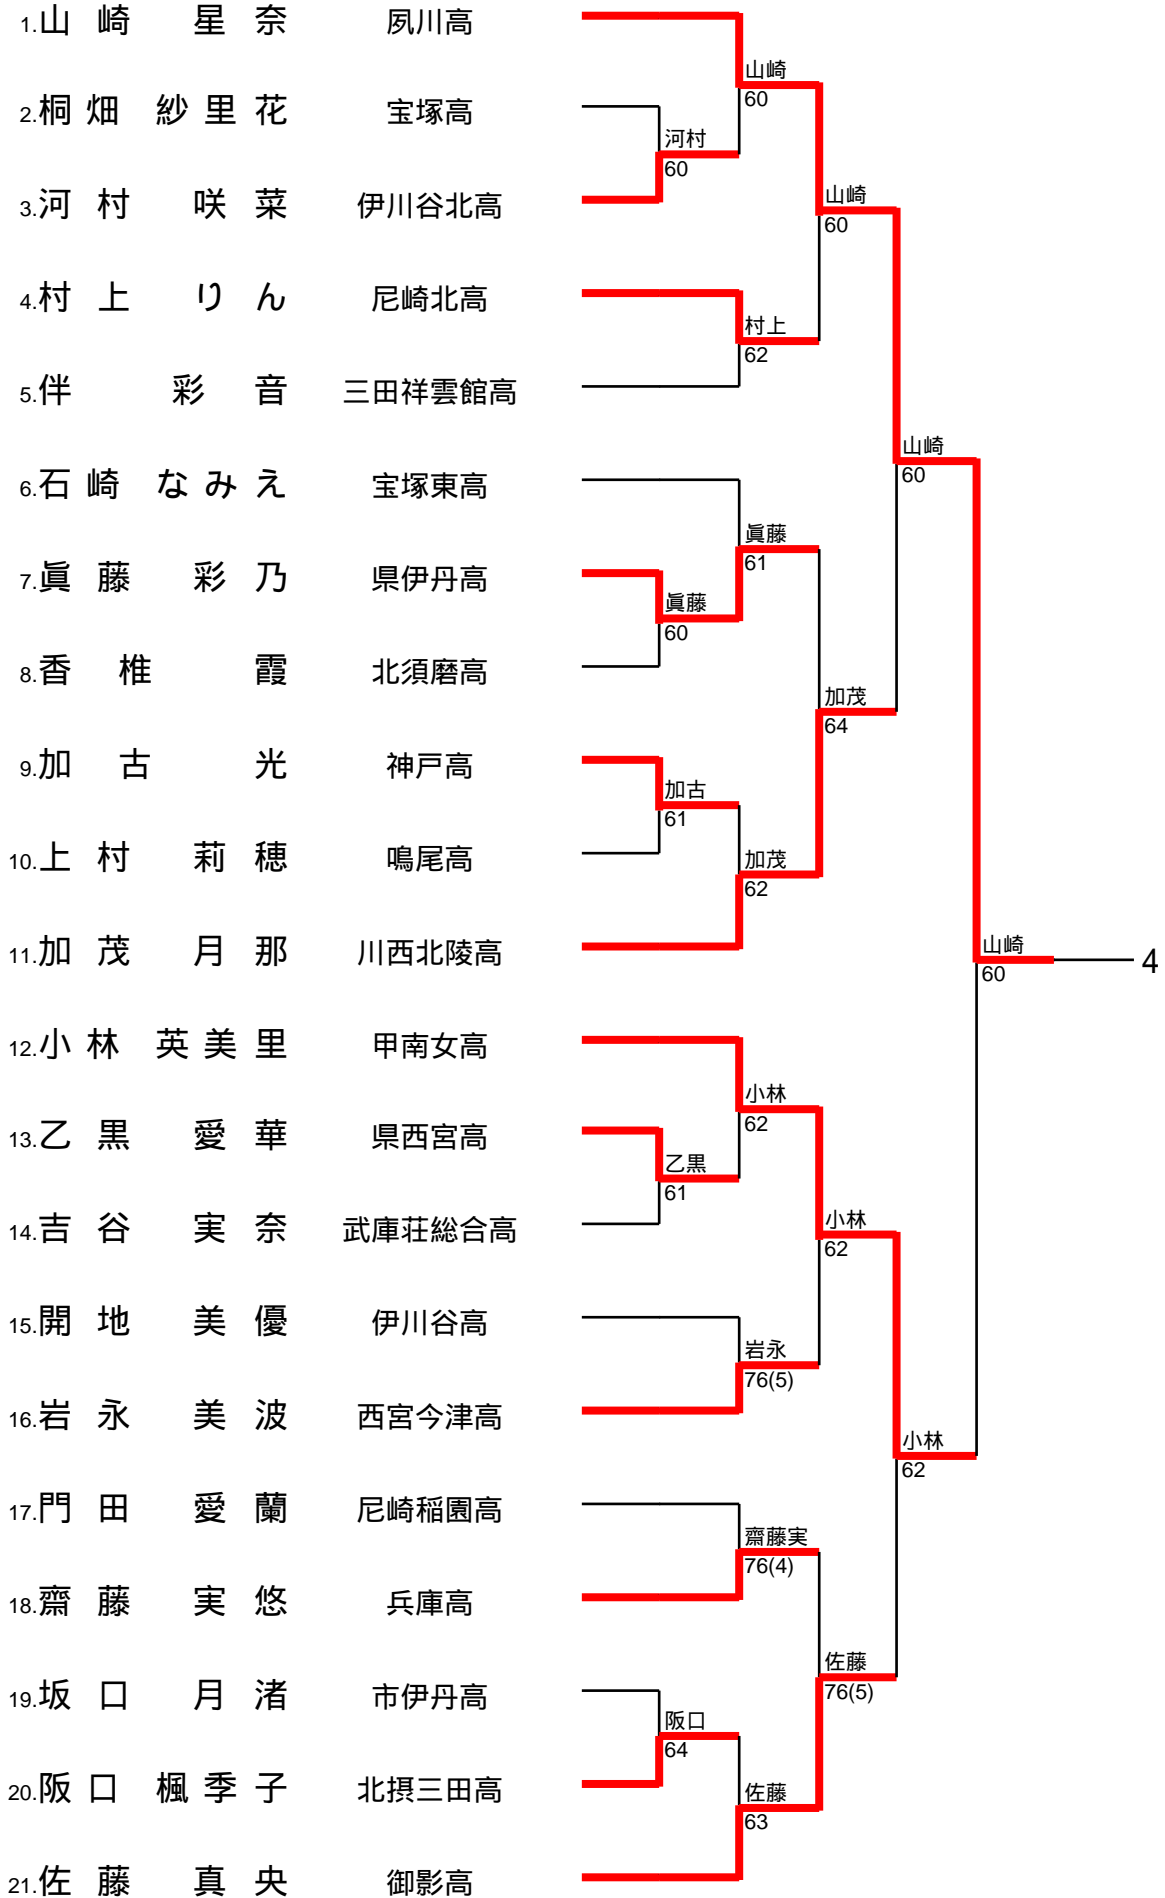 1.山崎 星奈 夙川高
山崎
2.桐畑 紗里花 宝塚高
60
河村
60
3.河村 咲菜 伊川谷北高
山崎
60
4.村上 りん 尼崎北高
村上
62
5.伴 彩音 三田祥雲館高
山崎
60
6.石崎 なみえ 宝塚東高
眞藤
61
7.眞藤 彩乃 県伊丹高
眞藤
60
8.香椎 霞 北須磨高
加茂
64
9.加古 光 神戸高
加古
61
10.上村 莉穂 鳴尾高
加茂
62
11.加茂 月那 川西北陵高
山崎
60
4
12.小林 英美里 甲南女高
小林
62
13.乙黒 愛華 県西宮高
乙黒
61
14.吉谷 実奈 武庫荘総合高
小林
62
15.開地 美優 伊川谷高
岩永
76(5)
16.岩永 美波 西宮今津高
小林
62
17.門田 愛蘭 尼崎稲園高
齋藤実
76(4)
18.齋藤 実悠 兵庫高
佐藤
76(5)
19.坂口 月渚 市伊丹高
阪口
64
20.阪口 楓季子 北摂三田高
佐藤
63
21.佐藤 真央 御影高